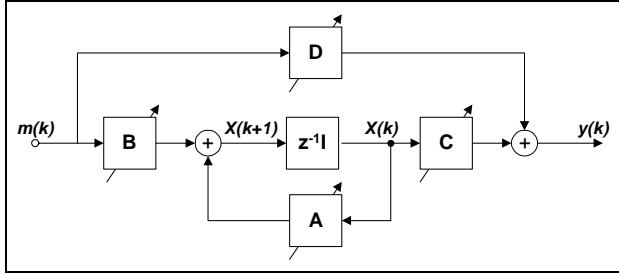 D
m(k)
B
+
X(k+1)
z⁻¹I
X(k)
C
+
y(k)
A